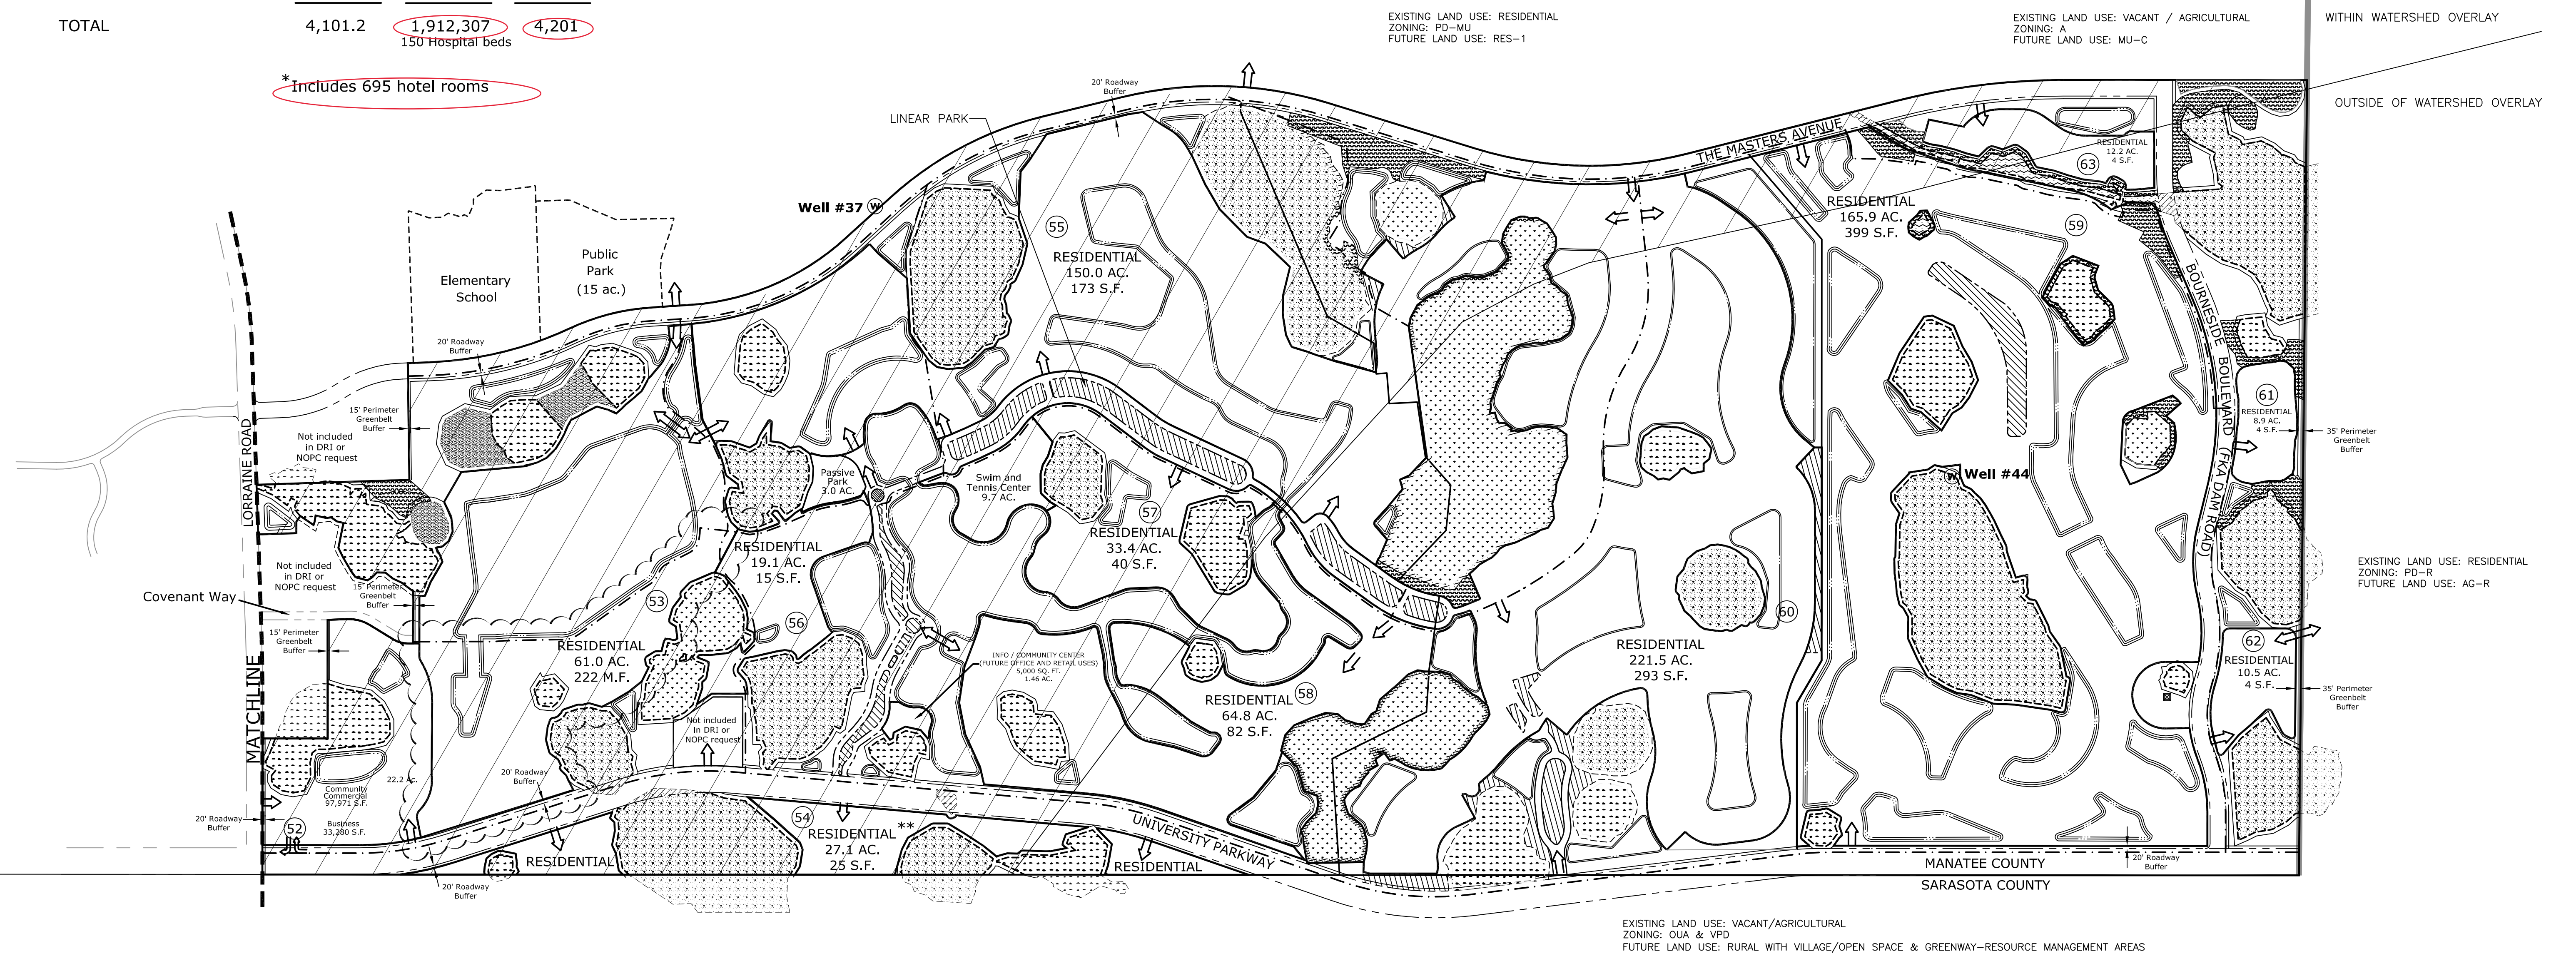 TOTAL 4,101.2 1,912,307 4,201
150 Hospital beds
*Includes 695 hotel rooms
EXISTING LAND USE: RESIDENTIAL
ZONING: PD-MU
FUTURE LAND USE: RES-1
EXISTING LAND USE: VACANT / AGRICULTURAL
ZONING: A
FUTURE LAND USE: MU-C
WITHIN WATERSHED OVERLAY
OUTSIDE OF WATERSHED OVERLAY
20' Roadway
Buffer
LINEAR PARK
THE MASTERS AVENUE
RESIDENTIAL
12.2 AC.
4 S.F.
63
Well #37 W
Elementary
School
Public
Park
(15 ac.)
55
RESIDENTIAL
150.0 AC.
173 S.F.
RESIDENTIAL
165.9 AC.
399 S.F.
59
BOURNESIDE BOULEVARD (FKA DAM ROAD)
20' Roadway
Buffer
15' Perimeter
Greenbelt
Buffer
LORRAINE ROAD
Not included
in DRI or
NOPC request
61
RESIDENTIAL
8.9 AC.
4 S.F.
35' Perimeter
Greenbelt
Buffer
Passive
Park
3.0 AC.
Swim and
Tennis Center
9.7 AC.
W Well #44
57
RESIDENTIAL
33.4 AC.
40 S.F.
RESIDENTIAL
19.1 AC.
15 S.F.
Not included
in DRI or
NOPC request
15' Perimeter
Greenbelt
Buffer
Covenant Way
53
56
60
EXISTING LAND USE: RESIDENTIAL
ZONING: PD-R
FUTURE LAND USE: AG-R
15' Perimeter
Greenbelt
Buffer
RESIDENTIAL
61.0 AC.
222 M.F.
INFO / COMMUNITY CENTER
(FUTURE OFFICE AND RETAIL USES)
5,000 SQ. FT.
1.46 AC.
RESIDENTIAL
221.5 AC.
293 S.F.
62
RESIDENTIAL
10.5 AC.
4 S.F.
35' Perimeter
Greenbelt
Buffer
MATCHLINE
Not included
in DRI or
NOPC request
RESIDENTIAL 58
64.8 AC.
82 S.F.
20' Roadway
Buffer
22.2 Ac.
Community
Commercial
97,971 S.F.
Business
33,280 S.F.
20' Roadway
Buffer
52
54
RESIDENTIAL **
27.1 AC.
25 S.F.
UNIVERSITY PARKWAY
RESIDENTIAL
RESIDENTIAL
20' Roadway
Buffer
MANATEE COUNTY
SARASOTA COUNTY
20' Roadway
Buffer
EXISTING LAND USE: VACANT/AGRICULTURAL
ZONING: OUA & VPD
FUTURE LAND USE: RURAL WITH VILLAGE/OPEN SPACE & GREENWAY-RESOURCE MANAGEMENT AREAS